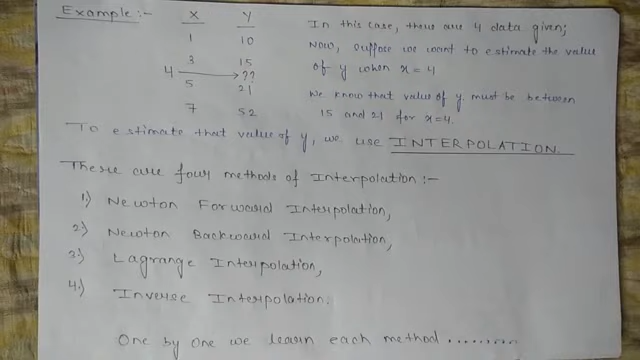 Example:-
X Y
1 10
3 15
4 → ??
5 21
7 52
In this case, there are 4 data given;
Now, suppose we want to estimate the value
of y when x = 4
We know that value of y must be between
15 and 21 for x=4.
To estimate that value of y, we use INTERPOLATION.
There are four methods of Interpolation:-
1.) Newton Forward Interpolation,
2.) Newton Backward Interpolation,
3.) Lagrange Interpolation,
4.) Inverse Interpolation.
One by one we learn each method..........